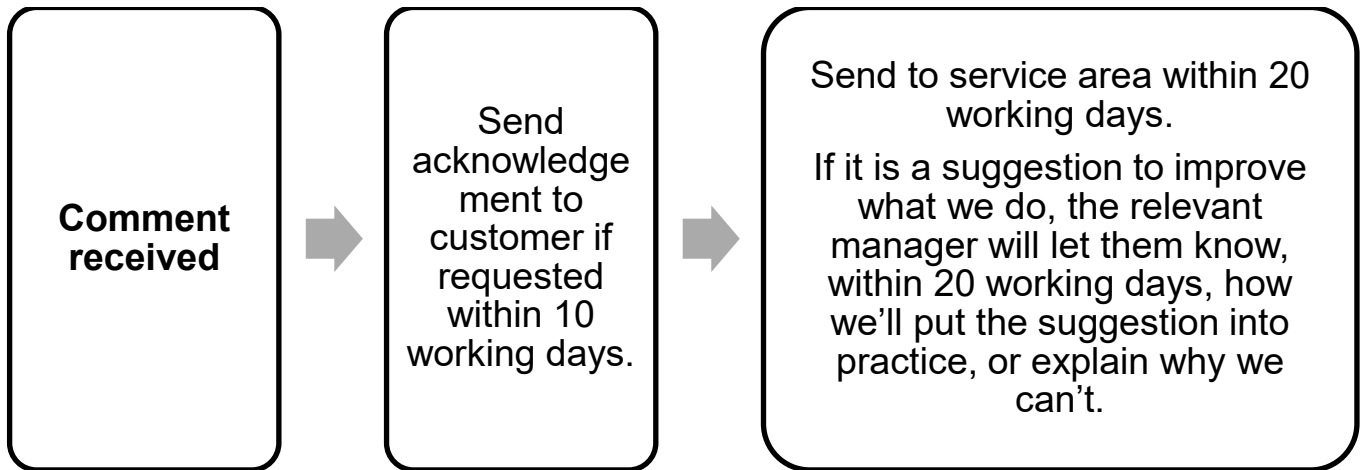 Comment
received
Send
acknowledge
ment to
customer if
requested
within 10
working days.
Send to service area within 20
working days.
If it is a suggestion to improve
what we do, the relevant
manager will let them know,
within 20 working days, how
we’ll put the suggestion into
practice, or explain why we
can’t.